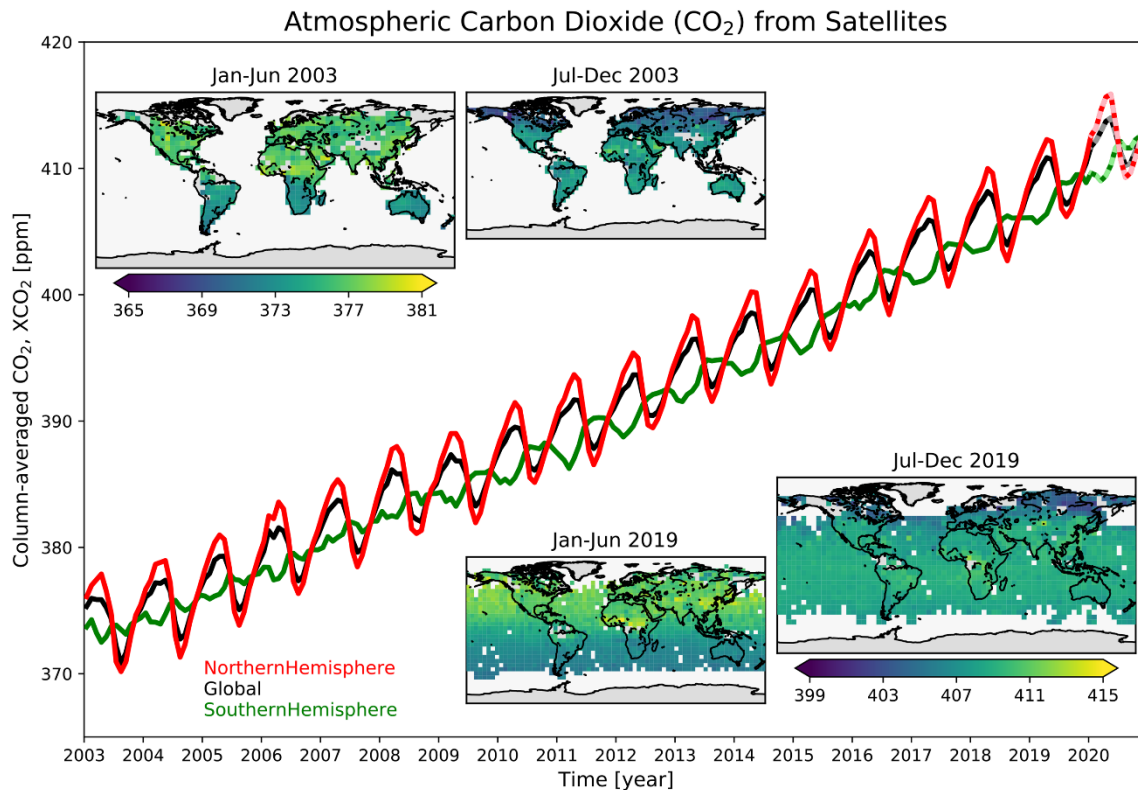 Atmospheric Carbon Dioxide (CO₂) from Satellites
Column-averaged CO₂, XCO₂ [ppm]
420
410
400
390
380
370
Jan-Jun 2003
Jul-Dec 2003
365 369 373 377 381
Jul-Dec 2019
Jan-Jun 2019
399 403 407 411 415
NorthernHemisphere
Global
SouthernHemisphere
2003 2004 2005 2006 2007 2008 2009 2010 2011 2012 2013 2014 2015 2016 2017 2018 2019 2020
Time [year]